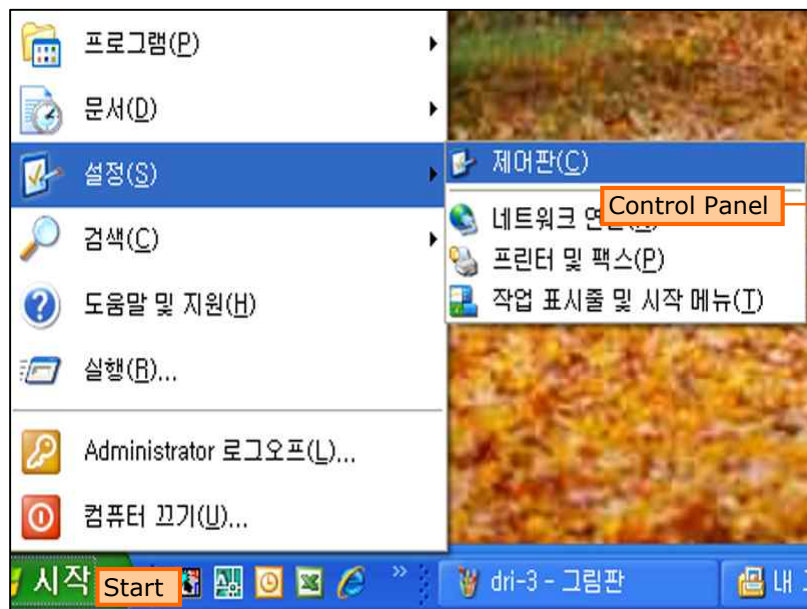 프로그램(P)
문서(D)
설정(S)
검색(C)
도움말 및 지원(H)
실행(R)...
Administrator 로그오프(L)...
컴퓨터 끄기(U)...
제어판(C)
Control Panel
네트워크
프린터 및 팩스(P)
작업 표시줄 및 시작 메뉴(T)
시작
Start
dri-3 - 그림판
내